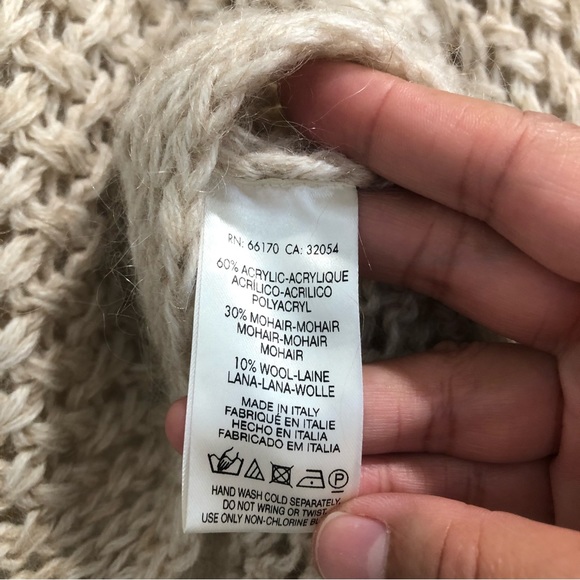 RN: 66170 CA: 32054
60% ACRYLIC-ACRYLIQUE
ACRÍLICO-ACRILICO
POLYACRYL
30% MOHAIR-MOHAIR
MOHAIR-MOHAIR
MOHAIR
10% WOOL-LAINE
LANA-LANA-WOLLE
MADE IN ITALY
FABRIQUÉ EN ITALIE
HECHO EN ITALIA
FABRICADO EM ITALIA
P
HAND WASH COLD SEPARATELY
DO NOT WRING OR TWIST
USE ONLY NON-CHLORINE